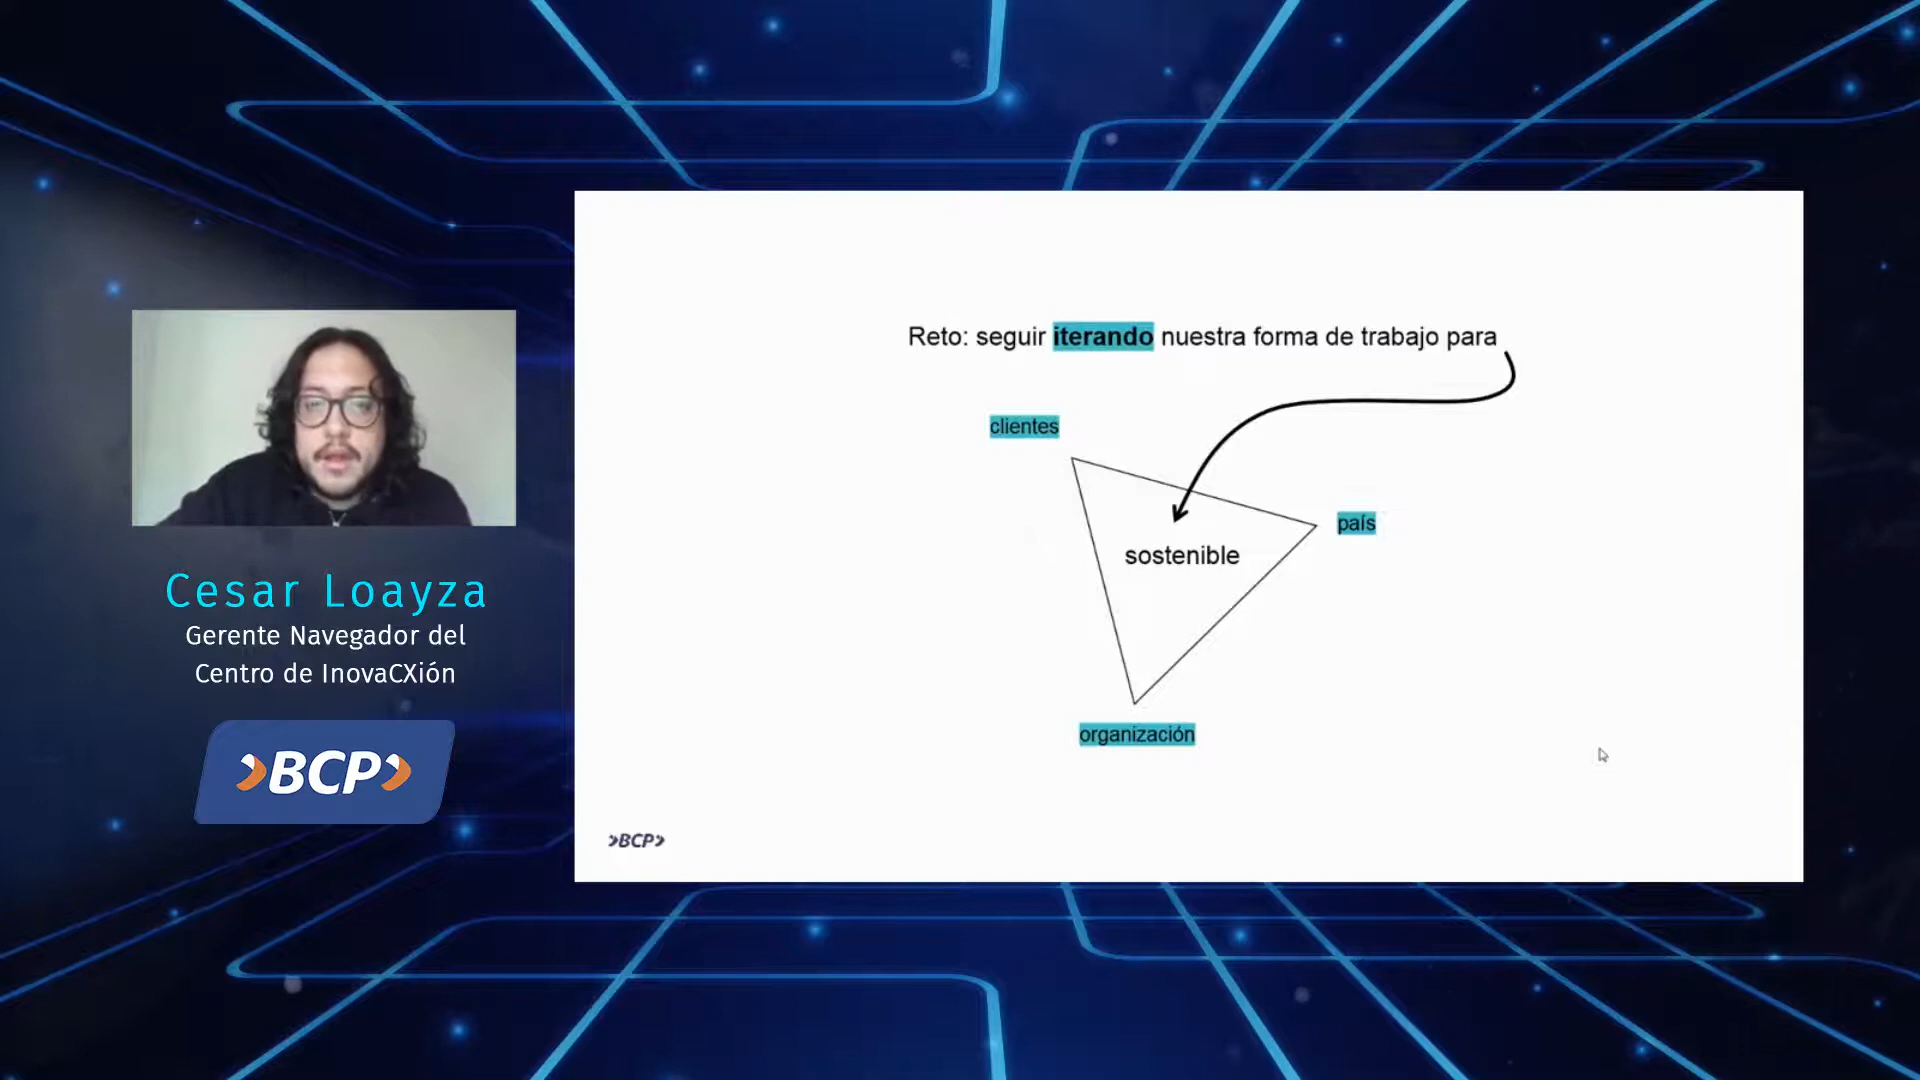 Cesar Loayza
Gerente Navegador del
Centro de InovaCXión
BCP
Reto: seguir iterando nuestra forma de trabajo para
clientes
país
sostenible
organización
BCP